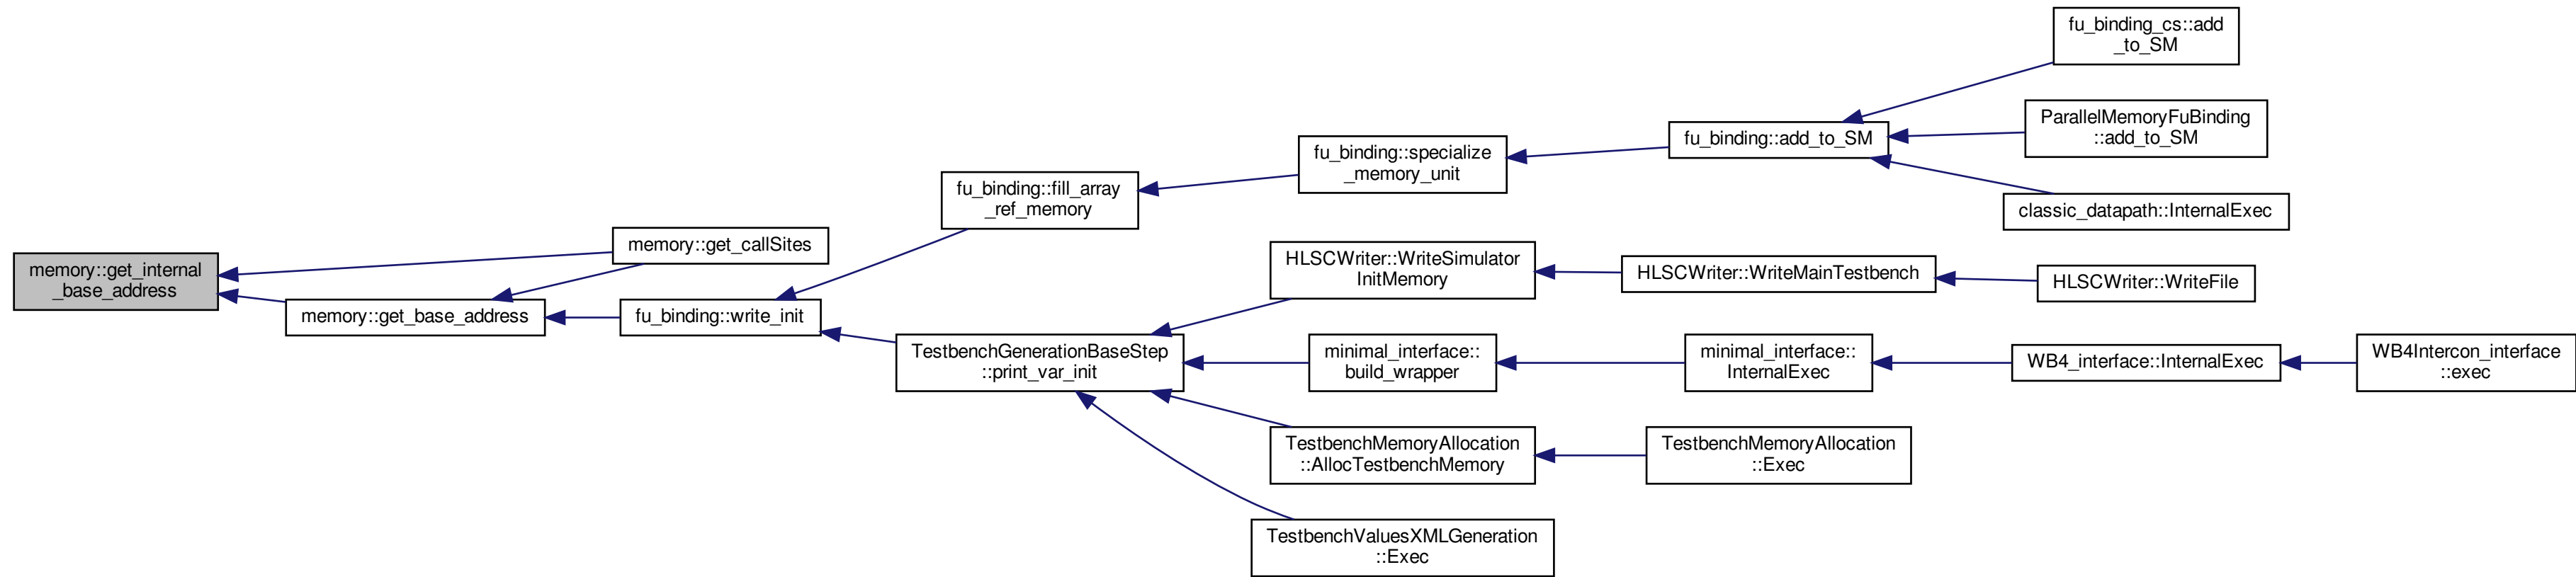 memory::get_internal
_base_address
memory::get_callSites
memory::get_base_address
fu_binding::write_init
fu_binding::fill_array
_ref_memory
fu_binding::specialize
_memory_unit
fu_binding::add_to_SM
fu_binding_cs::add
_to_SM
ParallelMemoryFuBinding
::add_to_SM
classic_datapath::InternalExec
TestbenchGenerationBaseStep
::print_var_init
HLSCWriter::WriteSimulator
InitMemory
HLSCWriter::WriteMainTestbench
HLSCWriter::WriteFile
minimal_interface::
build_wrapper
minimal_interface::
InternalExec
WB4_interface::InternalExec
WB4Intercon_interface
::exec
TestbenchMemoryAllocation
::AllocTestbenchMemory
TestbenchMemoryAllocation
::Exec
TestbenchValuesXMLGeneration
::Exec